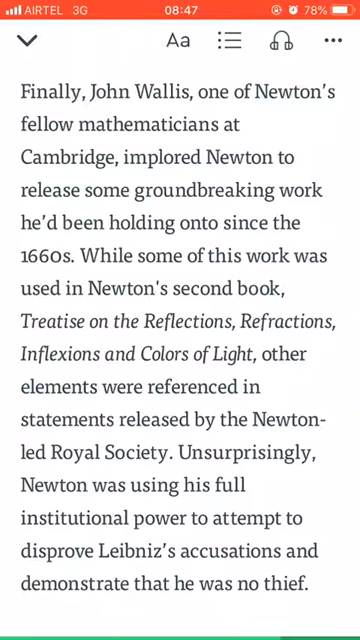 AIRTEL 3G 08:47 78%
Aa
Finally, John Wallis, one of Newton's
fellow mathematicians at
Cambridge, implored Newton to
release some groundbreaking work
he'd been holding onto since the
1660s. While some of this work was
used in Newton's second book,
Treatise on the Reflections, Refractions,
Inflexions and Colors of Light, other
elements were referenced in
statements released by the Newton-
led Royal Society. Unsurprisingly,
Newton was using his full
institutional power to attempt to
disprove Leibniz's accusations and
demonstrate that he was no thief.